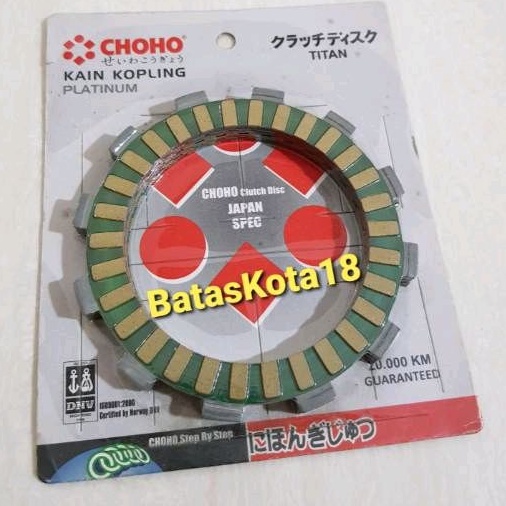 CHOHO®
せいわこうぎょう
KAIN KOPLING
PLATINUM
クラッチディスク
TITAN
CHOHO Clutch Disc
JAPAN
SPEC
BatasKota18
20.000 KM
GUARANTEED
DNV
ISO9001:2000
Certified by Norway DNV
CHOHO Step By Step
にほんぎじゅつ